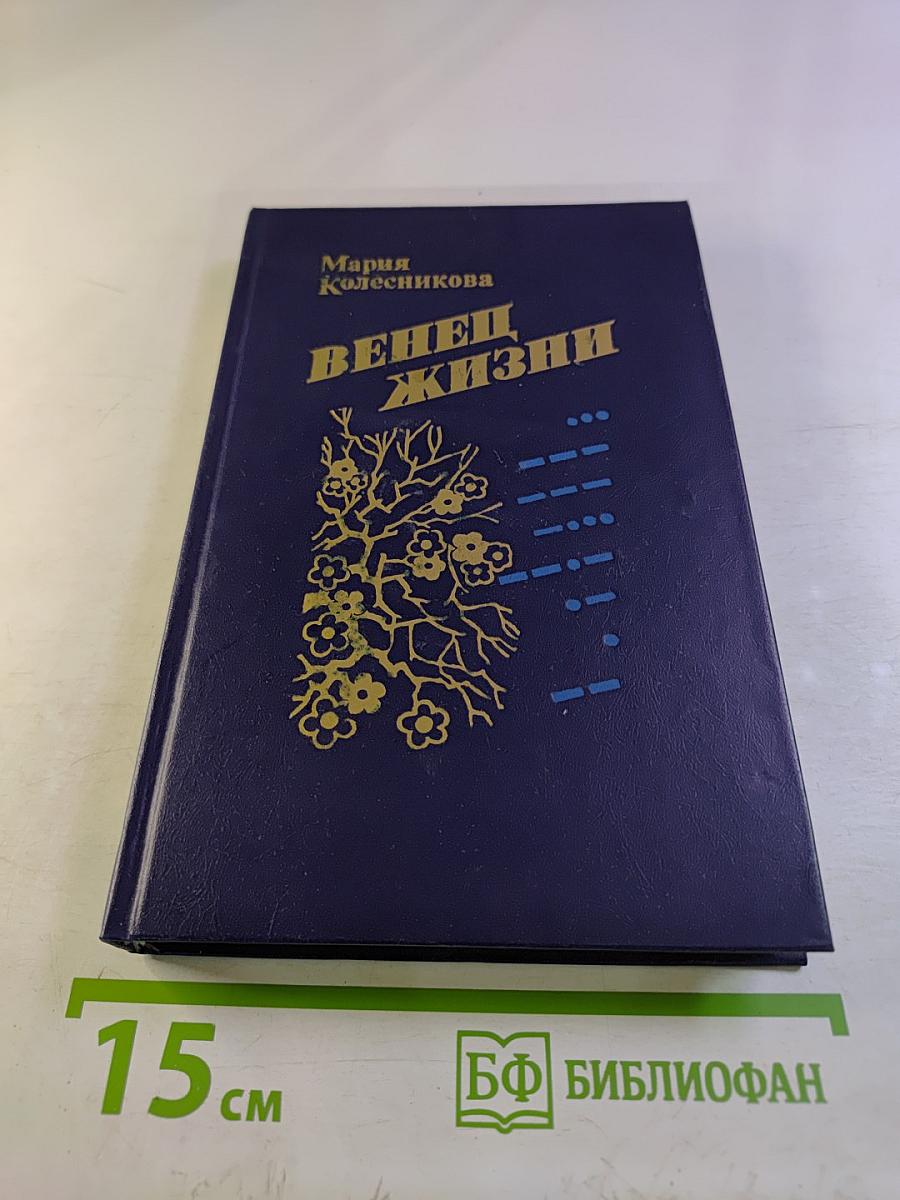 Мария
Колесникова
ВЕНЕЦ
ЖИЗНИ
15 см
БФ БИБЛИОФАН